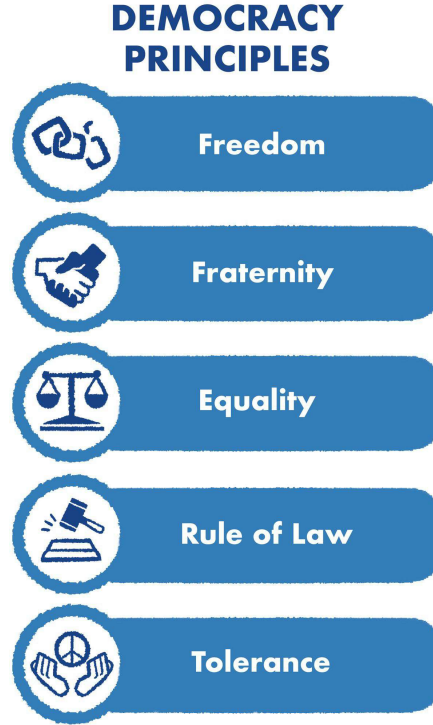 DEMOCRACY
PRINCIPLES
Freedom
Fraternity
Equality
Rule of Law
Tolerance